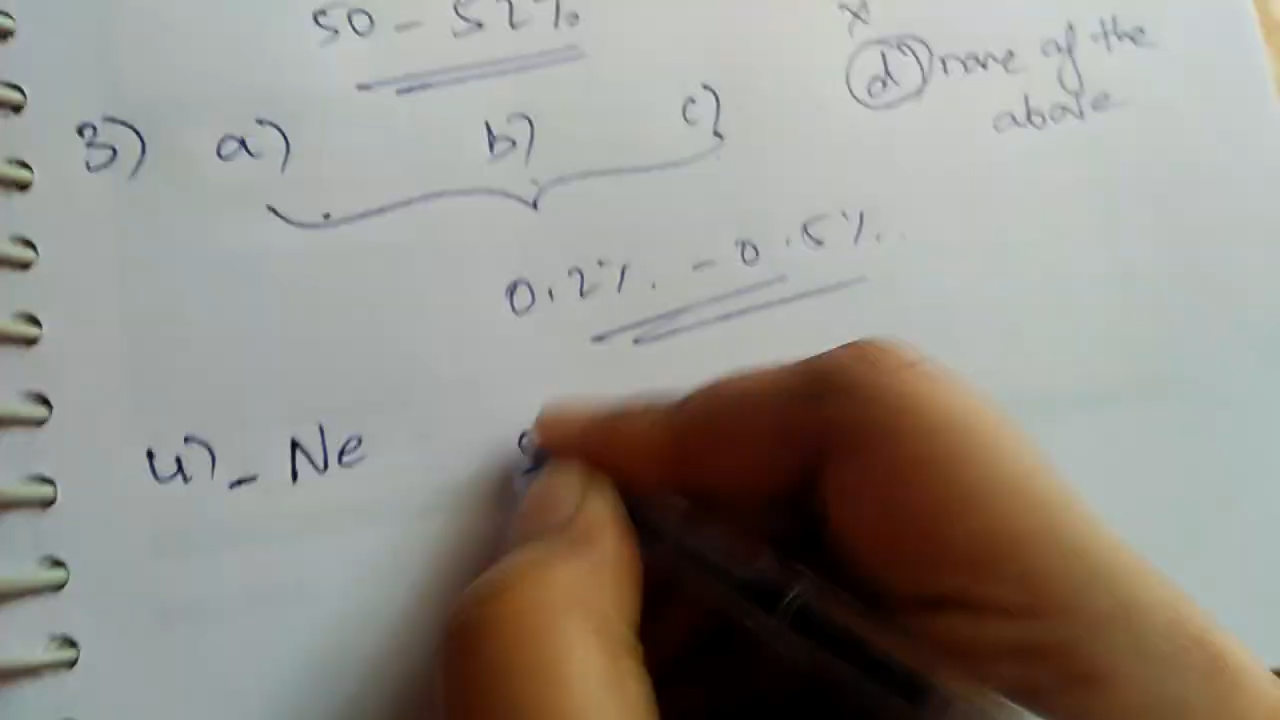 50 - 52%
d) none of the
above
3) a) b) c)
0.2% - 0.5%
4) - Ne